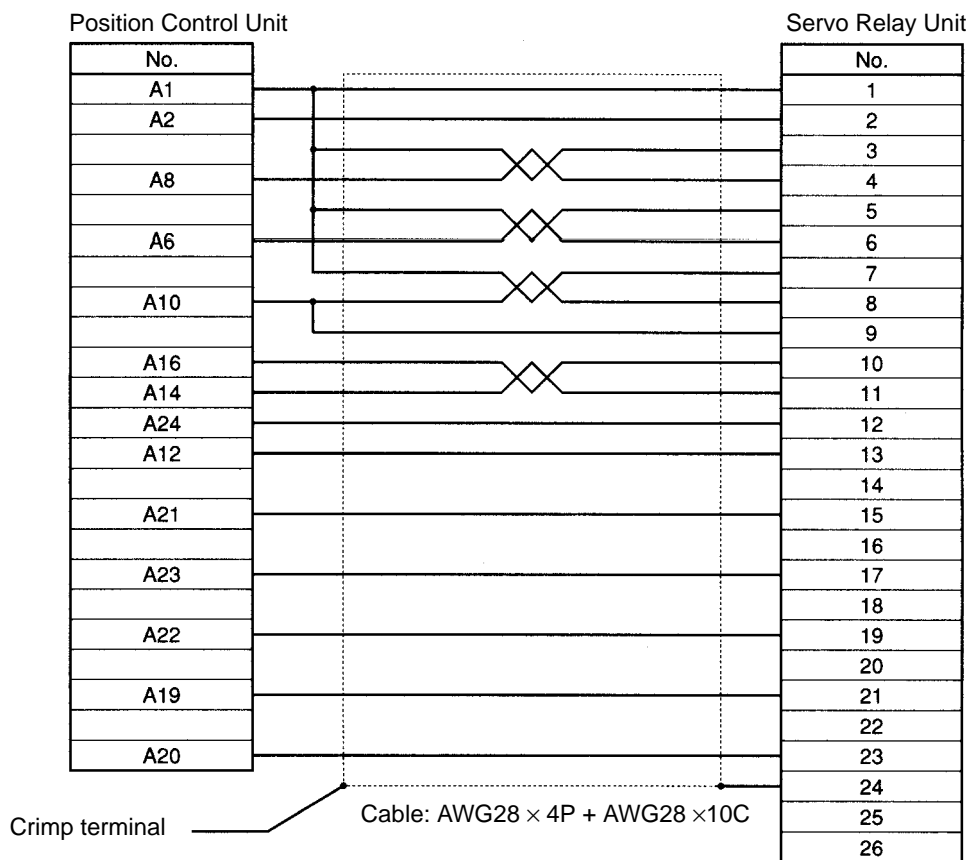 Position Control Unit
Servo Relay Unit
No.
No.
A1
1
A2
2
3
A8
4
5
A6
6
7
A10
8
9
A16
10
A14
11
A24
12
A12
13
14
A21
15
16
A23
17
18
A22
19
20
A19
21
22
A20
23
24
Crimp terminal
Cable: AWG28 × 4P + AWG28 ×10C
25
26